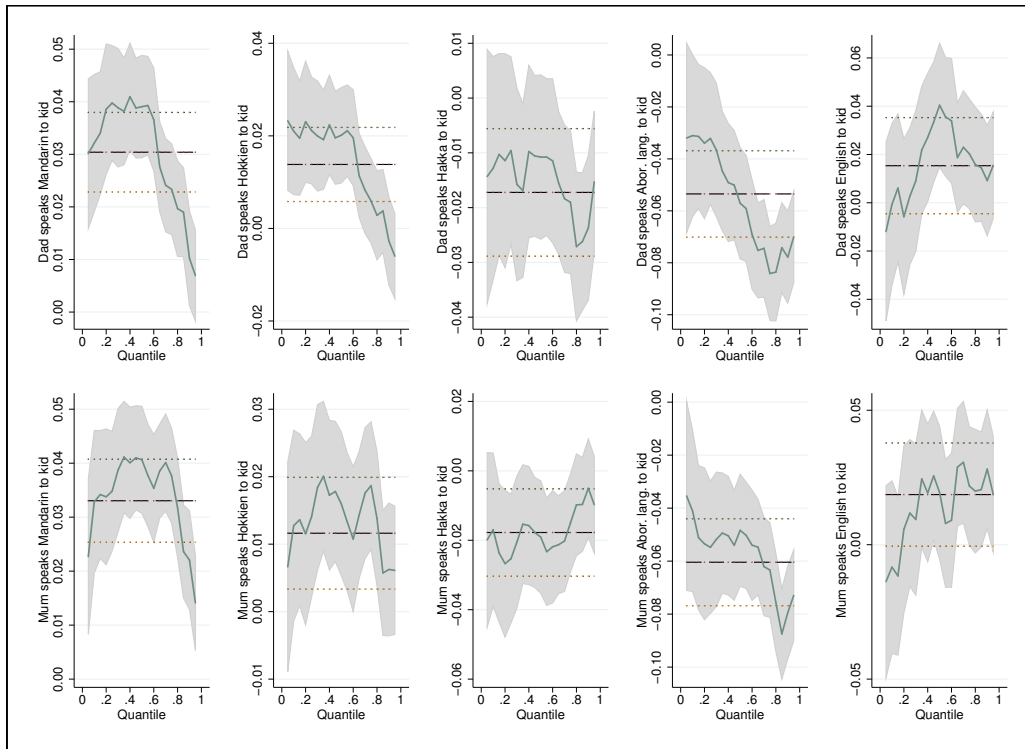 Dad speaks Mandarin to kid
0.05
0.04
0.03
0.02
0.01
0.00
0 .2 .4 .6 .8 1
Quantile
Dad speaks Hokkien to kid
0.04
0.02
0.00
−0.02
0 .2 .4 .6 .8 1
Quantile
Dad speaks Hakka to kid
0.01
0.00
−0.01
−0.02
−0.03
−0.04
0 .2 .4 .6 .8 1
Quantile
Dad speaks Abor. lang. to kid
0.00
−0.02
−0.04
−0.06
−0.08
−0.10
0 .2 .4 .6 .8 1
Quantile
Dad speaks English to kid
0.06
0.04
0.02
0.00
−0.02
−0.04
0 .2 .4 .6 .8 1
Quantile
Mum speaks Mandarin to kid
0.05
0.04
0.03
0.02
0.01
0.00
0 .2 .4 .6 .8 1
Quantile
Mum speaks Hokkien to kid
0.03
0.02
0.01
0.00
−0.01
0 .2 .4 .6 .8 1
Quantile
Mum speaks Hakka to kid
0.02
0.00
−0.02
−0.04
−0.06
0 .2 .4 .6 .8 1
Quantile
Mum speaks Abor. lang. to kid
0.00
−0.02
−0.04
−0.06
−0.08
−0.10
0 .2 .4 .6 .8 1
Quantile
Mum speaks English to kid
0.05
0.00
−0.05
0 .2 .4 .6 .8 1
Quantile